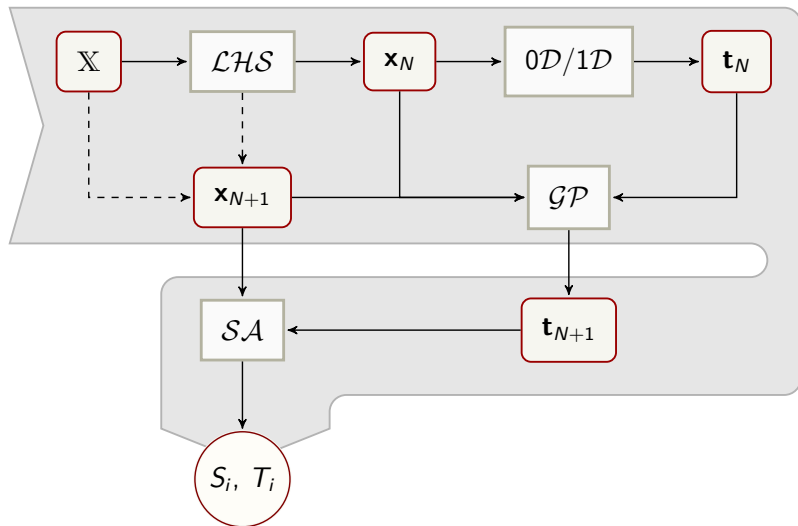 𝕏 ℒℋ𝒮 𝐱_N 0𝒟/1𝒟 𝐭_N
𝐱_{N+1} 𝒢𝒫
𝒮𝒜 𝐭_{N+1}
S_i, T_i